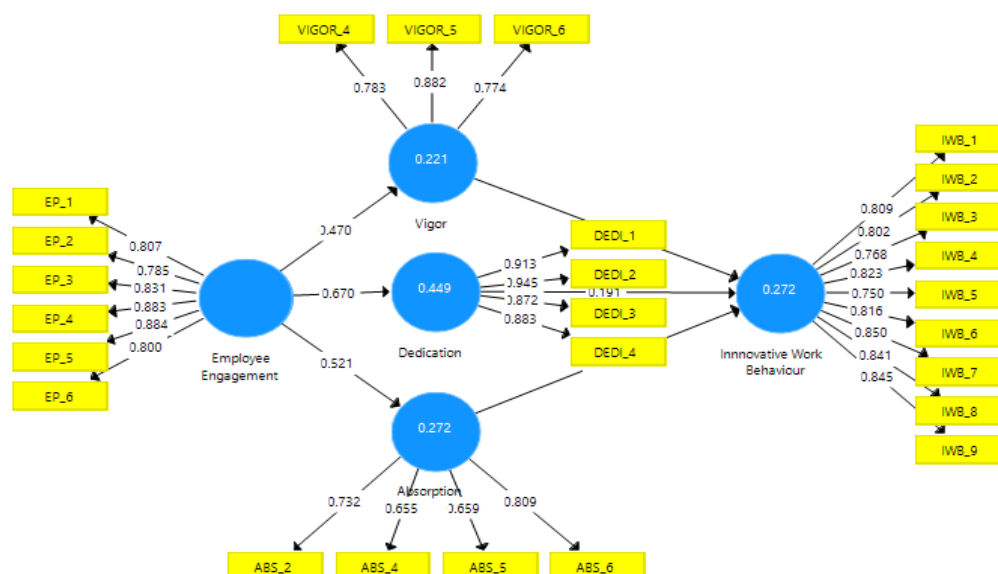 VIGOR_4
VIGOR_5
VIGOR_6
0.783
0.882
0.774
0.221
Vigor
EP_1
EP_2
EP_3
EP_4
EP_5
EP_6
0.807
0.785
0.831
0.883
0.884
0.800
Employee
Engagement
0.470
0.670
0.521
0.449
Dedication
0.913
0.945
0.872
0.883
DEDI_1
DEDI_2
0.191
DEDI_3
DEDI_4
0.272
Absorption
0.732
0.655
0.659
0.809
ABS_2
ABS_4
ABS_5
ABS_6
0.272
Innnovative Work
Behaviour
0.809
0.802
0.768
0.823
0.750
0.816
0.850
0.841
0.845
IWB_1
IWB_2
IWB_3
IWB_4
IWB_5
IWB_6
IWB_7
IWB_8
IWB_9